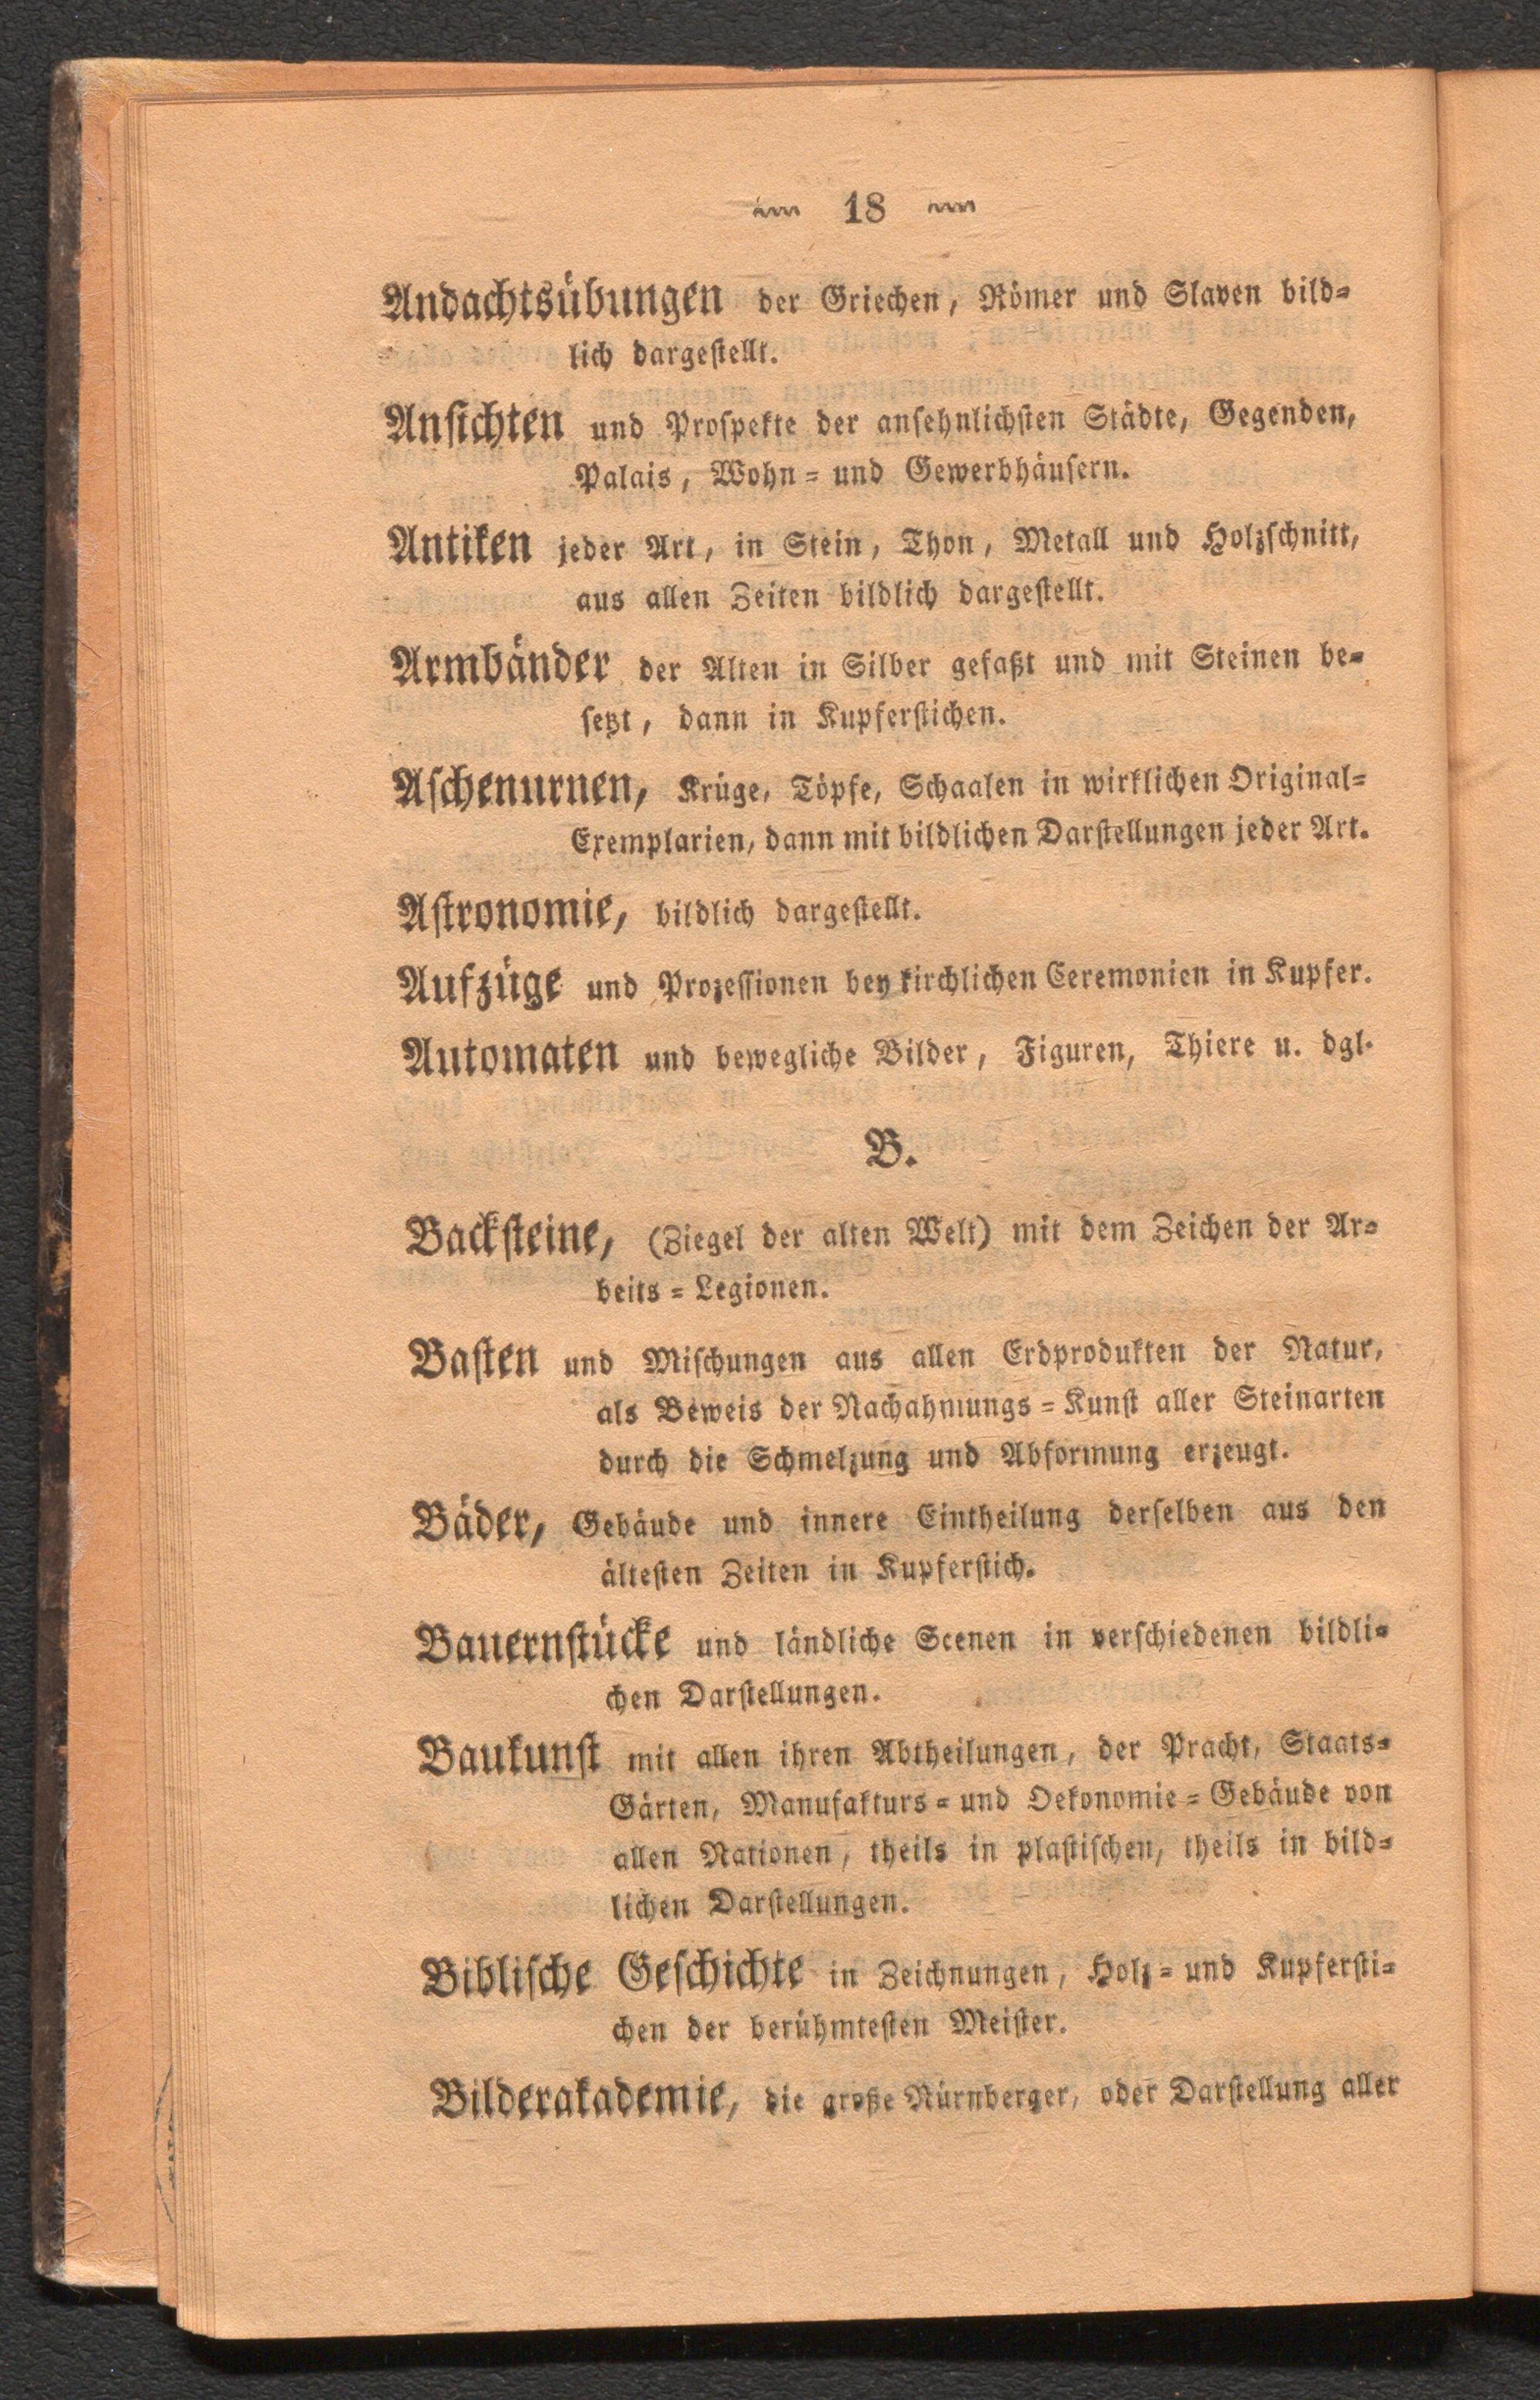 18
Andachtsübungen der Griechen, Römer und Slaven bild-
lich dargestellt.
Ansichten und Prospekte der ansehnlichsten Städte, Gegenden,
Palais, Wohn- und Gewerbhäusern.
Antiken jeder Art, in Stein, Thon, Metall und Holzschnitt,
aus allen Zeiten bildlich dargestellt.
Armbänder der Alten in Silber gefaßt und mit Steinen be-
setzt, dann in Kupferstichen.
Aschenurnen, Krüge, Töpfe, Schaalen in wirklichen Original-
Exemplarien, dann mit bildlichen Darstellungen jeder Art.
Astronomie, bildlich dargestellt.
Aufzüge und Prozessionen bey kirchlichen Ceremonien in Kupfer.
Automaten und bewegliche Bilder, Figuren, Thiere u. dgl.
B.
Backsteine, (Ziegel der alten Welt) mit dem Zeichen der Ar-
beits-Legionen.
Basten und Mischungen aus allen Erdprodukten der Natur,
als Beweis der Nachahmungs-Kunst aller Steinarten
durch die Schmelzung und Abformung erzeugt.
Bäder, Gebäude und innere Eintheilung derselben aus den
ältesten Zeiten in Kupferstich.
Bauernstücke und ländliche Scenen in verschiedenen bildli-
chen Darstellungen.
Baukunst mit allen ihren Abtheilungen, der Pracht, Staats-
Gärten, Manufakturs- und Oekonomie-Gebäude von
allen Nationen, theils in plastischen, theils in bild-
lichen Darstellungen.
Biblische Geschichte in Zeichnungen, Holz- und Kupfersti-
chen der berühmtesten Meister.
Bilderakademie, die große Nürnberger, oder Darstellung aller